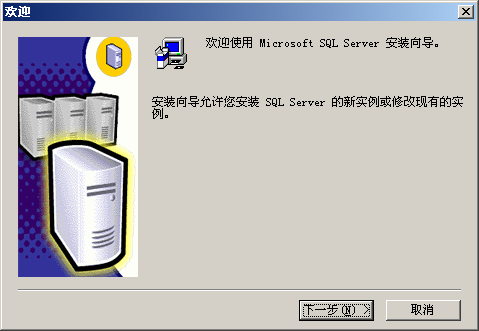 欢迎
欢迎使用 Microsoft SQL Server 安装向导。
安装向导允许您安装 SQL Server 的新实例或修改现有的实
例。
下一步(N) >
取消